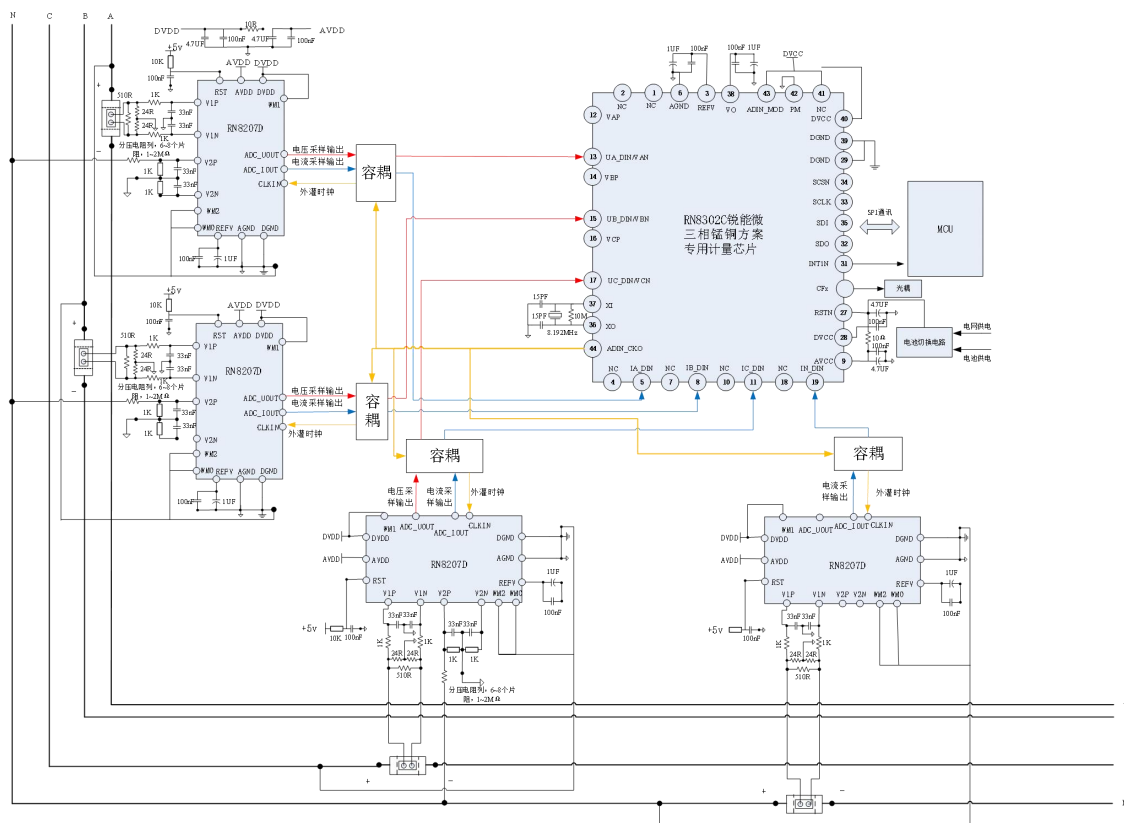 N
C
B
A
DVDD
10R
AVDD
4.7UF
100nF
4.7UF
100nF
+5v
10K
100nF
AVDD
DVDD
RST
AVDD
DVDD
WM1
+
510R
1K
24R
24R
1K
33nF
33nF
V1P
V1N
RN8207D
分压电阻列，6~8个片
阻，1~2MΩ
-
V2P
1K
1K
33nF
33nF
V2N
WM2
WM0
REFV
AGND
DGND
100nF
1UF
ADC_UOUT
ADC_IOUT
CLKIN
电压采样输出
电流采样输出
外灌时钟
容耦
+5v
10K
100nF
AVDD
DVDD
RST
AVDD
DVDD
WM1
+
510R
1K
24R
24R
1K
33nF
33nF
V1P
V1N
RN8207D
分压电阻列，6~8个片
阻，1~2MΩ
-
V2P
1K
1K
33nF
33nF
V2N
WM2
WM0
REFV
AGND
DGND
100nF
1UF
ADC_UOUT
ADC_IOUT
CLKIN
电压采样输出
电流采样输出
外灌时钟
容耦
1UF
100nF
100nF
1UF
DVCC
2
1
6
3
38
43
42
41
NC
NC
AGND
REFV
VO
ADIN_MOD
PM
NC
12
VAP
13
UA_DIN/VAN
14
VBP
15
UB_DIN/VBN
16
VCP
17
UC_DIN/VCN
37
XI
36
XO
44
ADIN_CKO
15PF
15PF
10M
8.192MHz
RN8302C锐能微
三相锰铜方案
专用计量芯片
DVCC
40
DGND
39
DGND
29
SCSN
34
SCLK
33
SDI
35
SDO
32
INT1N
31
CFz
RSTN
27
DVCC
28
AVCC
9
SPI通讯
MCU
光耦
4.7UF
100nF
10Ω
100nF
4.7UF
电池切换电路
电网供电
电池供电
NC
IA_DIN
NC
IB_DIN
NC
IC_DIN
NC
IN_DIN
4
5
7
8
10
11
18
19
容耦
电压采
样输出
电流采
样输出
外灌时钟
WM1
ADC_UOUT
ADC_IOUT
CLKIN
DVDD
DVDD
AVDD
AVDD
RST
RN8207D
DGND
AGND
REFV
V1P
V1N
V2P
V2N
WM2
WM0
1UF
100nF
+5v
10K
100nF
33nF
33nF
33nF
33nF
1K
1K
24R
24R
510R
1K
1K
分压电阻列，6~8个片
阻，1~2MΩ
+
-
容耦
电流采
样输出
外灌时钟
WM1
ADC_UOUT
ADC_IOUT
CLKIN
DVDD
DVDD
AVDD
AVDD
RST
RN8207D
DGND
AGND
REFV
V1P
V1N
V2P
V2N
WM2
WM0
1UF
100nF
+5v
100nF
33nF
33nF
1K
1K
24R
24R
510R
+
-